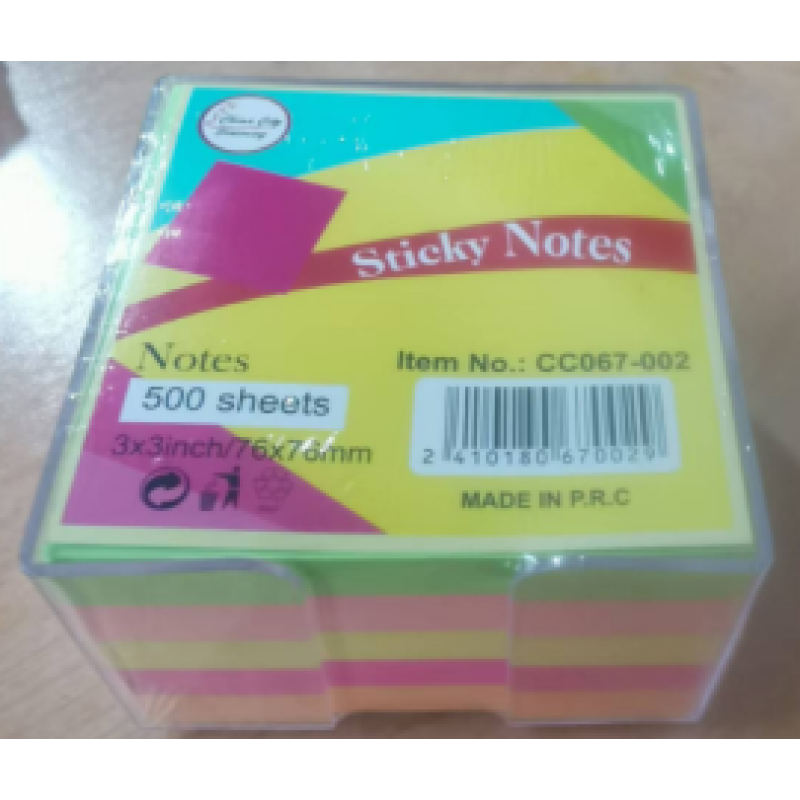 Sticky Notes
Notes
Item No.: CC067-002
500 sheets
3x3inch/76x76mm
2 410180 670029
MADE IN P.R.C